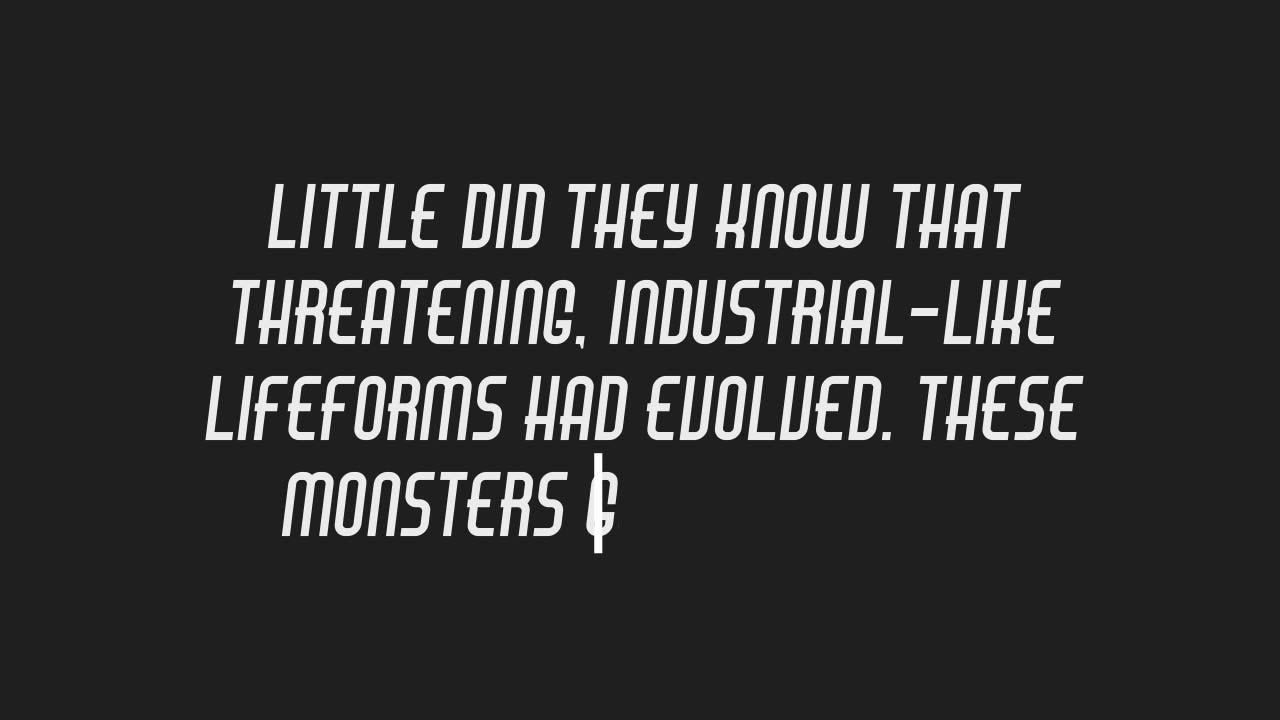 LITTLE DID THEY KNOW THAT
THREATENING, INDUSTRIAL-LIKE
LIFEFORMS HAD EVOLVED. THESE
MONSTERS G